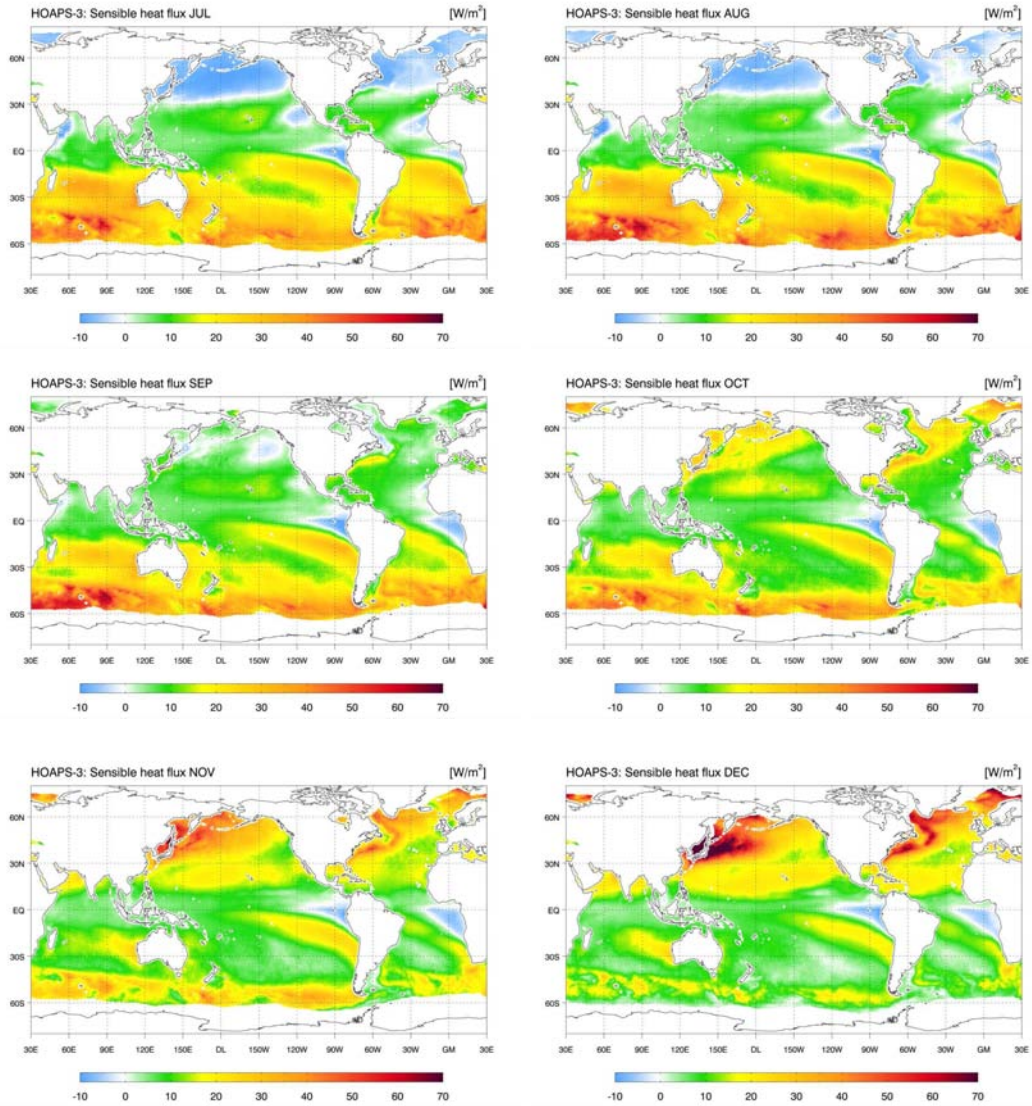 HOAPS-3: Sensible heat flux JUL [W/m²]
60N
30N
EQ
30S
60S
30E 60E 90E 120E 150E DL 150W 120W 90W 60W GM 30E
-10 0 10 20 30 40 50 60 70
HOAPS-3: Sensible heat flux AUG [W/m²]
60N
30N
EQ
30S
60S
30E 60E 90E 120E 150E DL 150W 120W 90W 60W GM 30E
-10 0 10 20 30 40 50 60 70
HOAPS-3: Sensible heat flux SEP [W/m²]
60N
30N
EQ
30S
60S
30E 60E 90E 120E 150E DL 150W 120W 90W 60W GM 30E
-10 0 10 20 30 40 50 60 70
HOAPS-3: Sensible heat flux OCT [W/m²]
60N
30N
EQ
30S
60S
30E 60E 90E 120E 150E DL 150W 120W 90W 60W GM 30E
-10 0 10 20 30 40 50 60 70
HOAPS-3: Sensible heat flux NOV [W/m²]
60N
30N
EQ
30S
60S
30E 60E 90E 120E 150E DL 150W 120W 90W 60W GM 30E
-10 0 10 20 30 40 50 60 70
HOAPS-3: Sensible heat flux DEC [W/m²]
60N
30N
EQ
30S
60S
30E 60E 90E 120E 150E DL 150W 120W 90W 60W GM 30E
-10 0 10 20 30 40 50 60 70